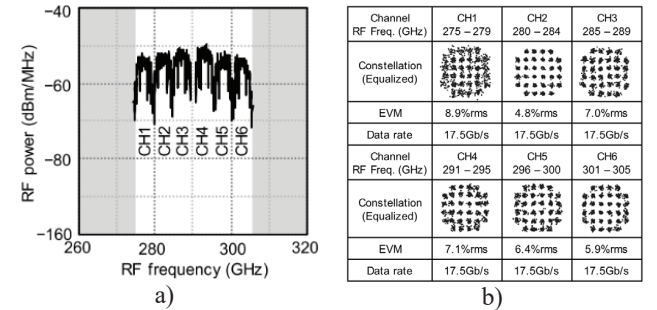 −40
−60
−80
−160
RF power (dBm/MHz)
CH1 CH2 CH3 CH4 CH5 CH6
260 280 300 320
RF frequency (GHz)
a)
Channel CH1 CH2 CH3
RF Freq. (GHz) 275 – 279 280 – 284 285 – 289
Constellation
(Equalized)
EVM 8.9%rms 4.8%rms 7.0%rms
Data rate 17.5Gb/s 17.5Gb/s 17.5Gb/s
Channel CH4 CH5 CH6
RF Freq. (GHz) 291 – 295 296 – 300 301 – 305
Constellation
(Equalized)
EVM 7.1%rms 6.4%rms 5.9%rms
Data rate 17.5Gb/s 17.5Gb/s 17.5Gb/s
b)